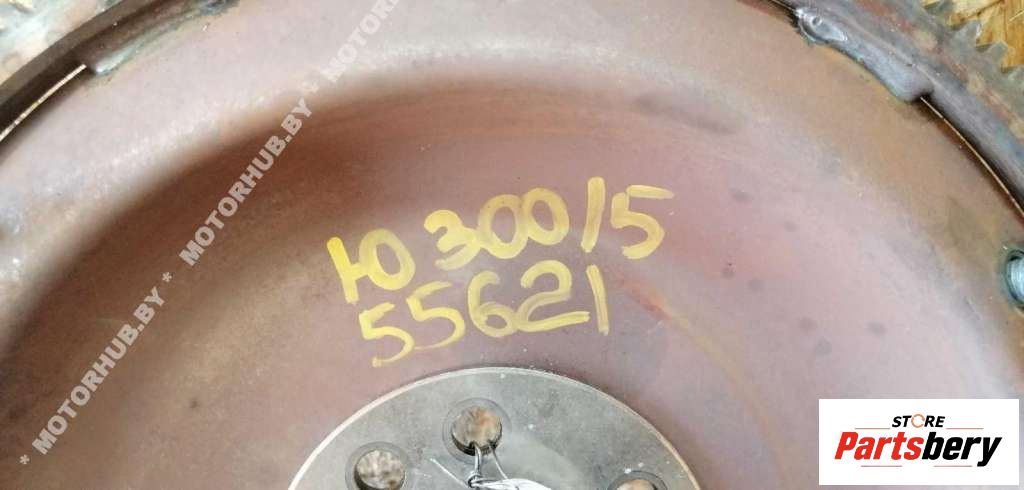 * MOTORHUB.BY * MOTORHUB.BY * MOTORHUB.BY
Ю 300/5
55621
STORE
Partsbery